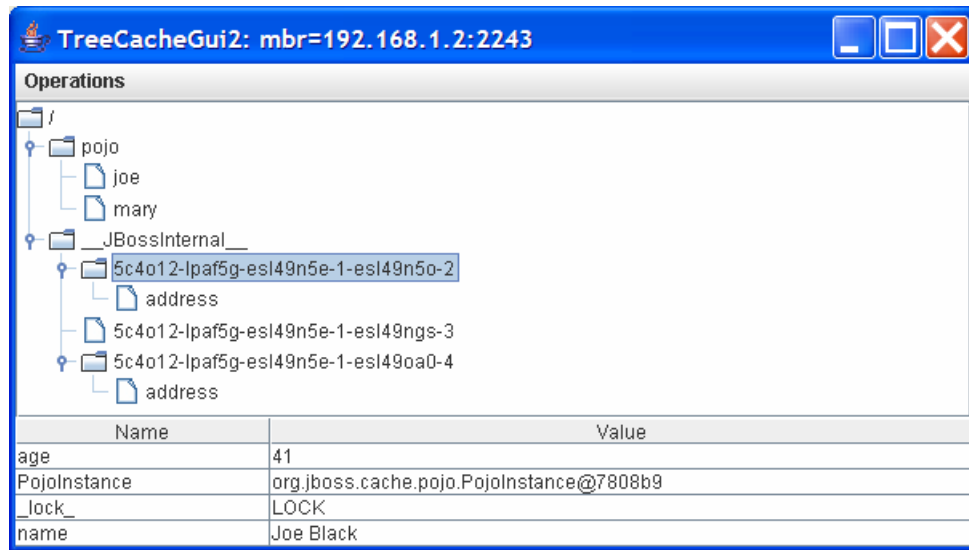 TreeCacheGui2: mbr=192.168.1.2:2243
Operations
/
pojo
joe
mary
__JBossInternal__
5c4o12-lpaf5g-esl49n5e-1-esl49n5o-2
address
5c4o12-lpaf5g-esl49n5e-1-esl49ngs-3
5c4o12-lpaf5g-esl49n5e-1-esl49oa0-4
address
Name Value
age 41
PojoInstance org.jboss.cache.pojo.PojoInstance@7808b9
_lock_ LOCK
name Joe Black